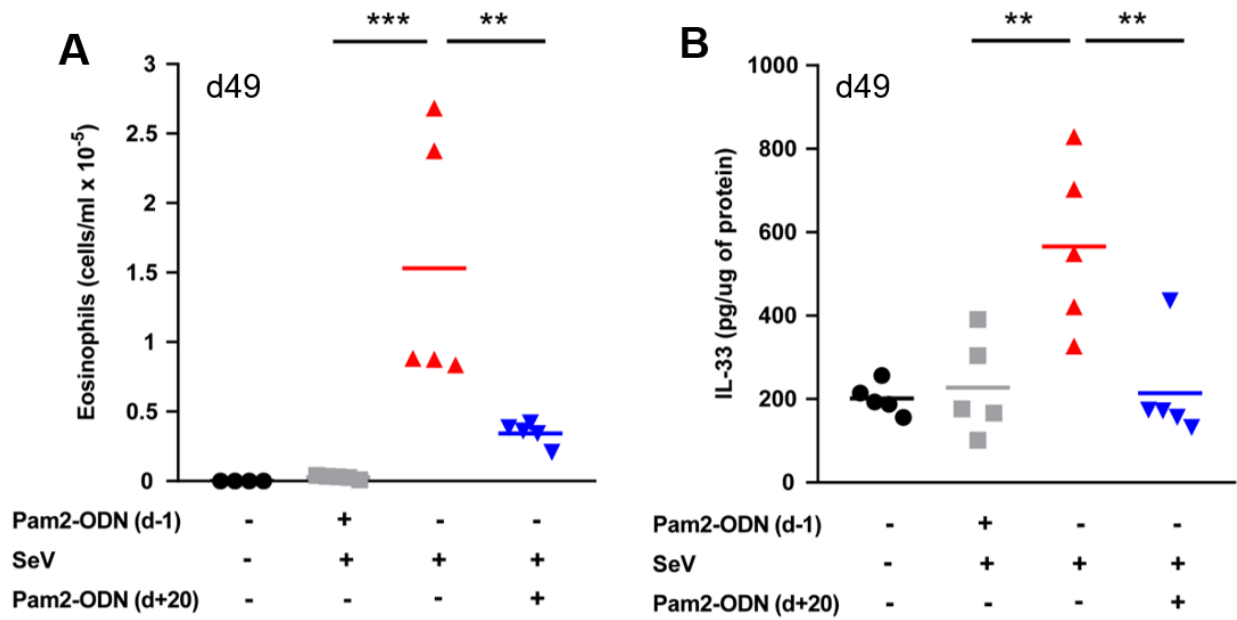 *** **
A
Eosinophils (cells/ml x 10-5)
3
d49
2.5
2
1.5
1
0.5
0
Pam2-ODN (d-1) - + - -
SeV - + + +
Pam2-ODN (d+20) - - - +
** **
B
IL-33 (pg/ug of protein)
1000
d49
800
600
400
200
0
Pam2-ODN (d-1) - + - -
SeV - + + +
Pam2-ODN (d+20) - - - +